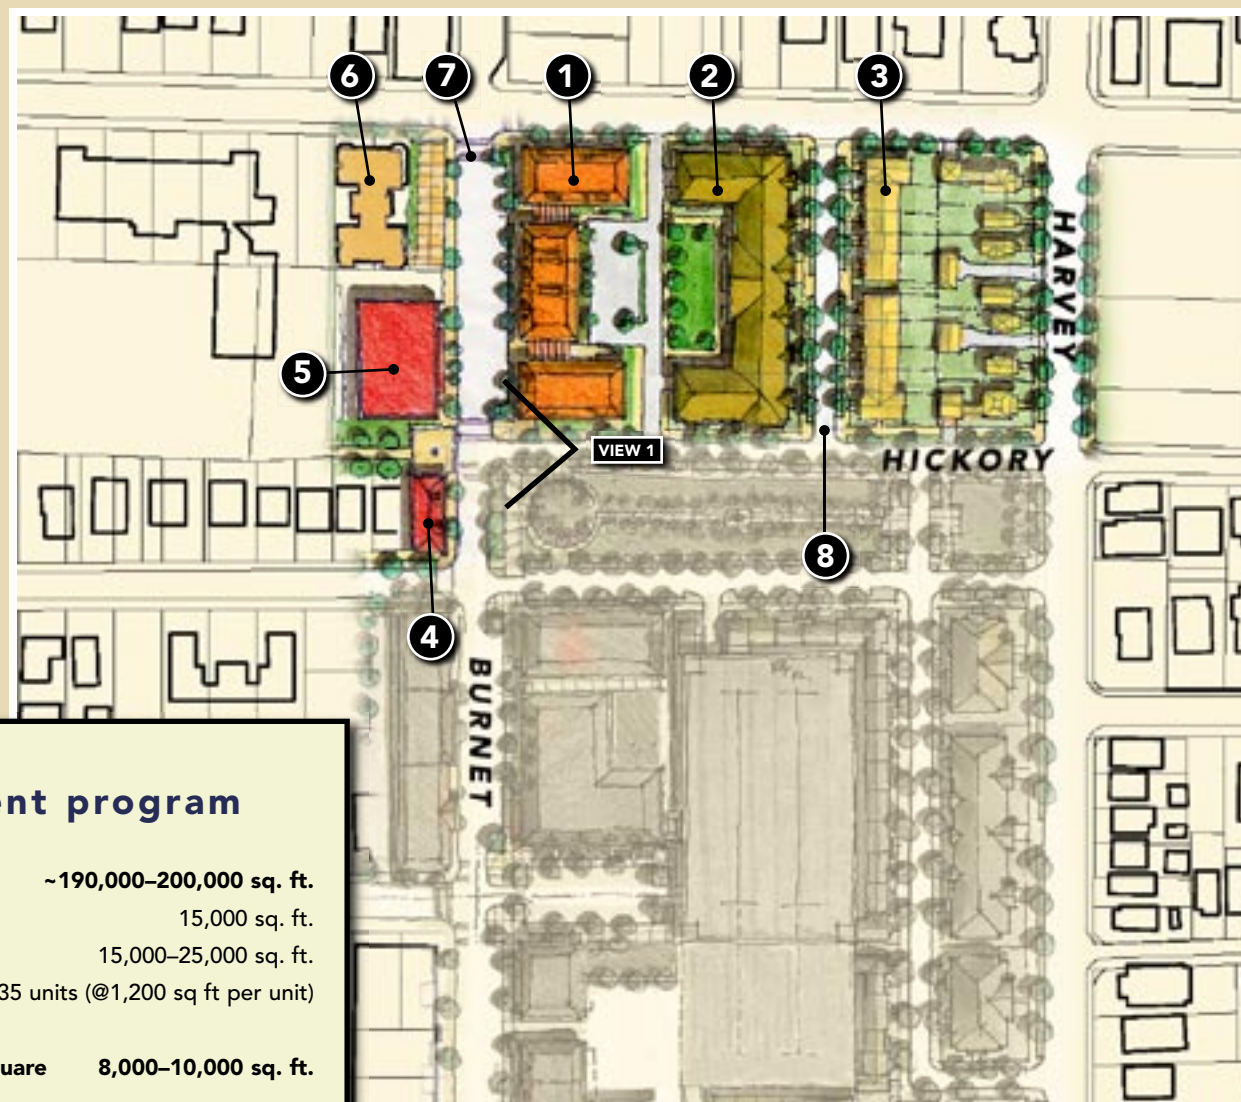 6 7 1 2 3
HARVEY
5
VIEW 1
HICKORY
8
4
BURNET
program
~190,000–200,000 sq. ft.
15,000 sq. ft.
15,000–25,000 sq. ft.
35 units (@1,200 sq ft per unit)
8,000–10,000 sq. ft.